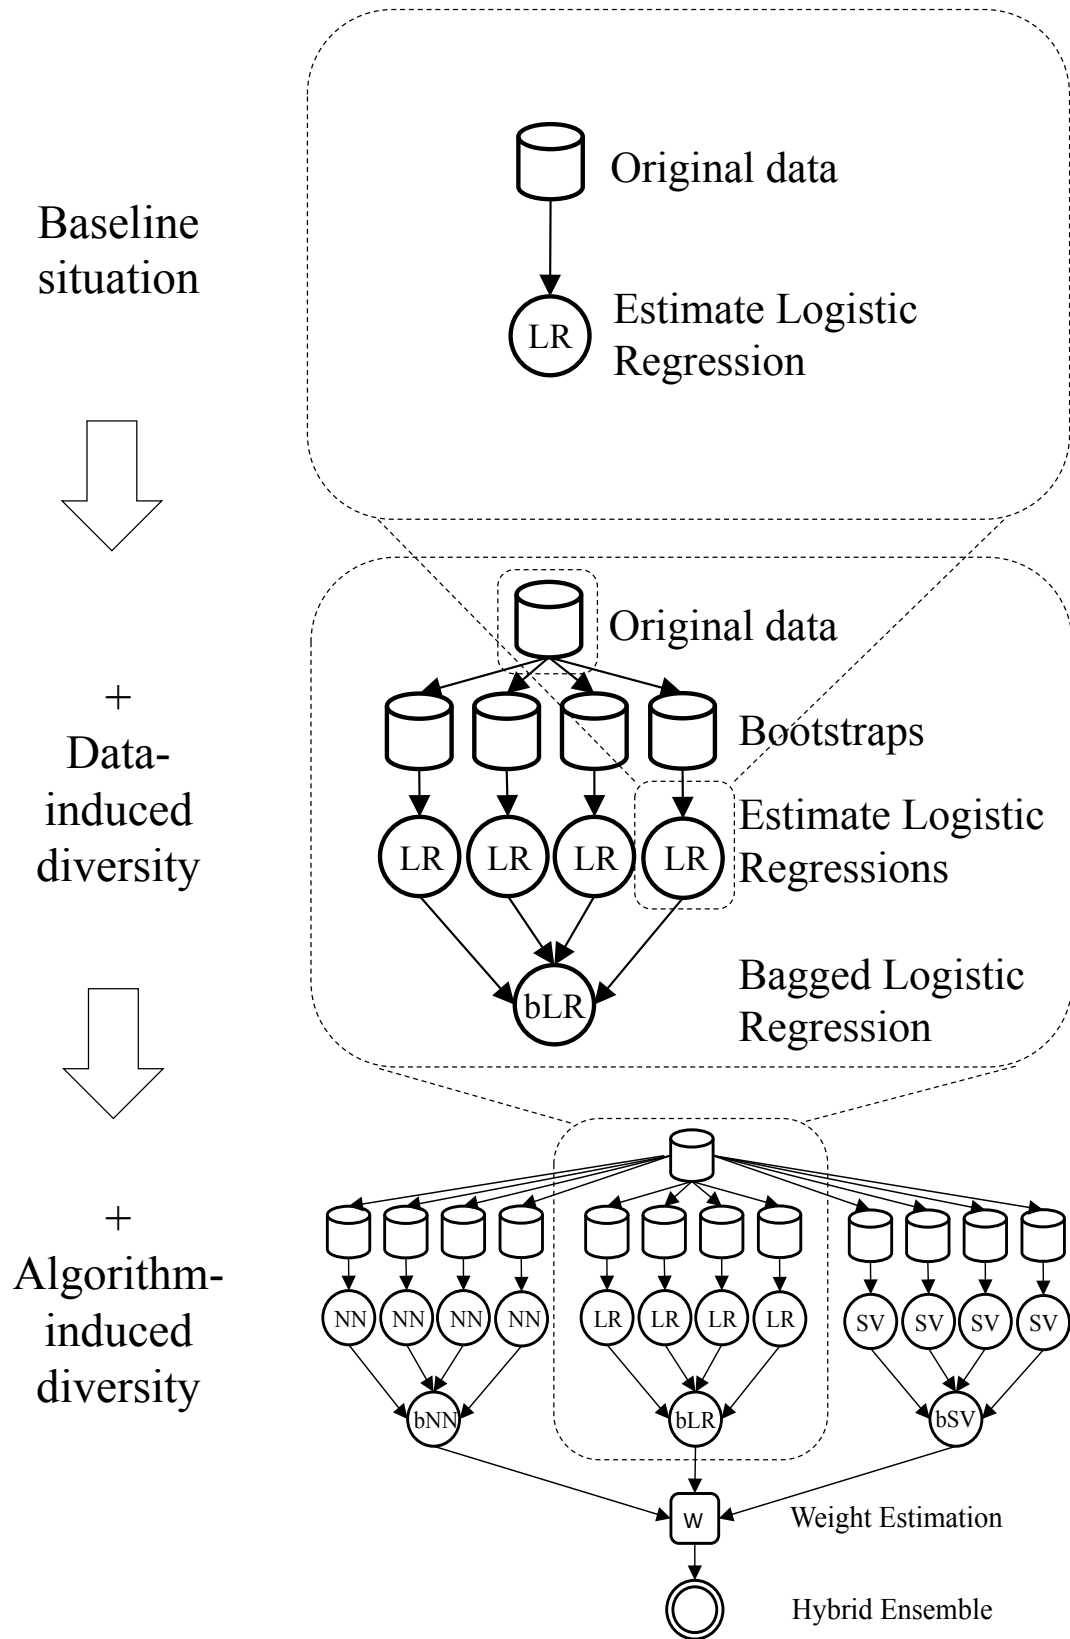 Baseline
situation
Original data
Estimate Logistic
Regression
LR
+
Data-
induced
diversity
Original data
Bootstraps
LR LR LR LR
Estimate Logistic
Regressions
bLR
Bagged Logistic
Regression
+
Algorithm-
induced
diversity
NN NN NN NN LR LR LR LR SV SV SV SV
bNN bLR bSV
w
Weight Estimation
Hybrid Ensemble